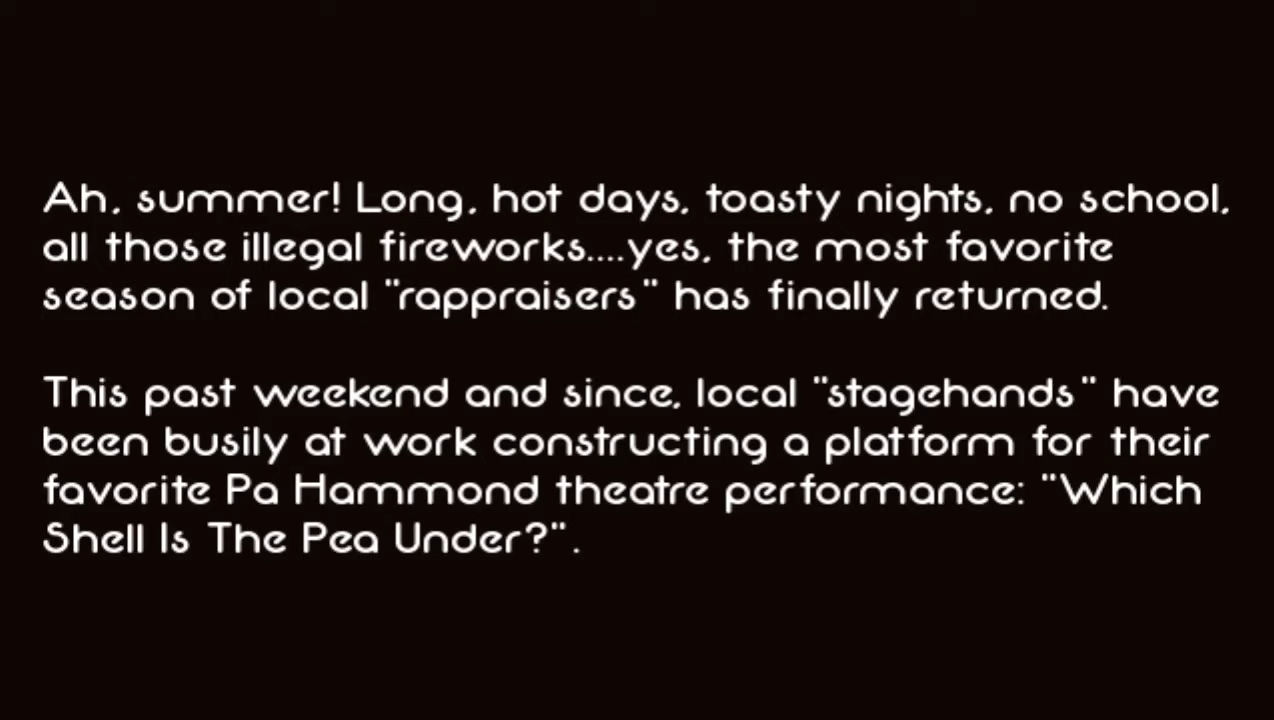 Ah, summer! Long, hot days, toasty nights, no school,
all those illegal fireworks....yes, the most favorite
season of local "rappraisers" has finally returned.
This past weekend and since, local "stagehands" have
been busily at work constructing a platform for their
favorite Pa Hammond theatre performance: "Which
Shell Is The Pea Under?".